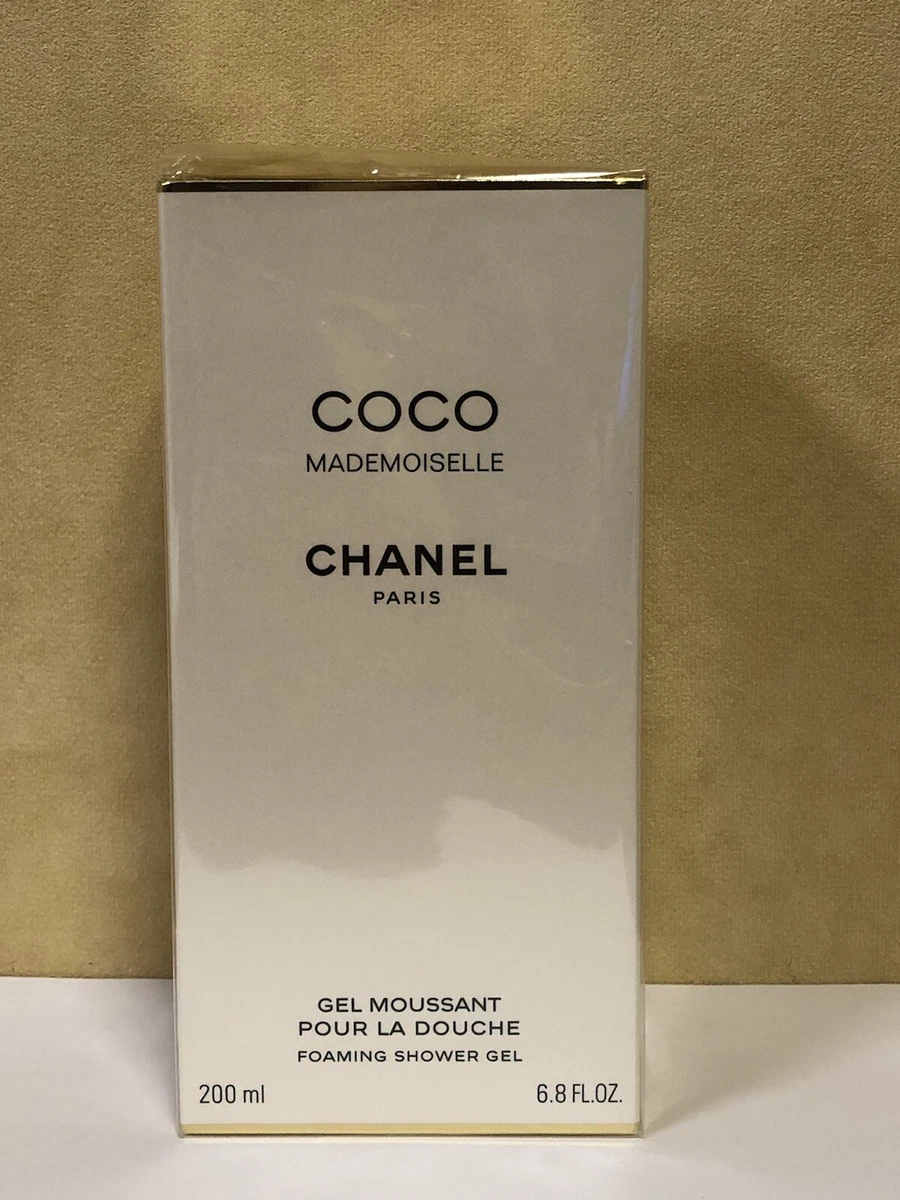 COCO
MADEMOISELLE
CHANEL
PARIS
GEL MOUSSANT
POUR LA DOUCHE
FOAMING SHOWER GEL
200 ml 6.8 FL.OZ.